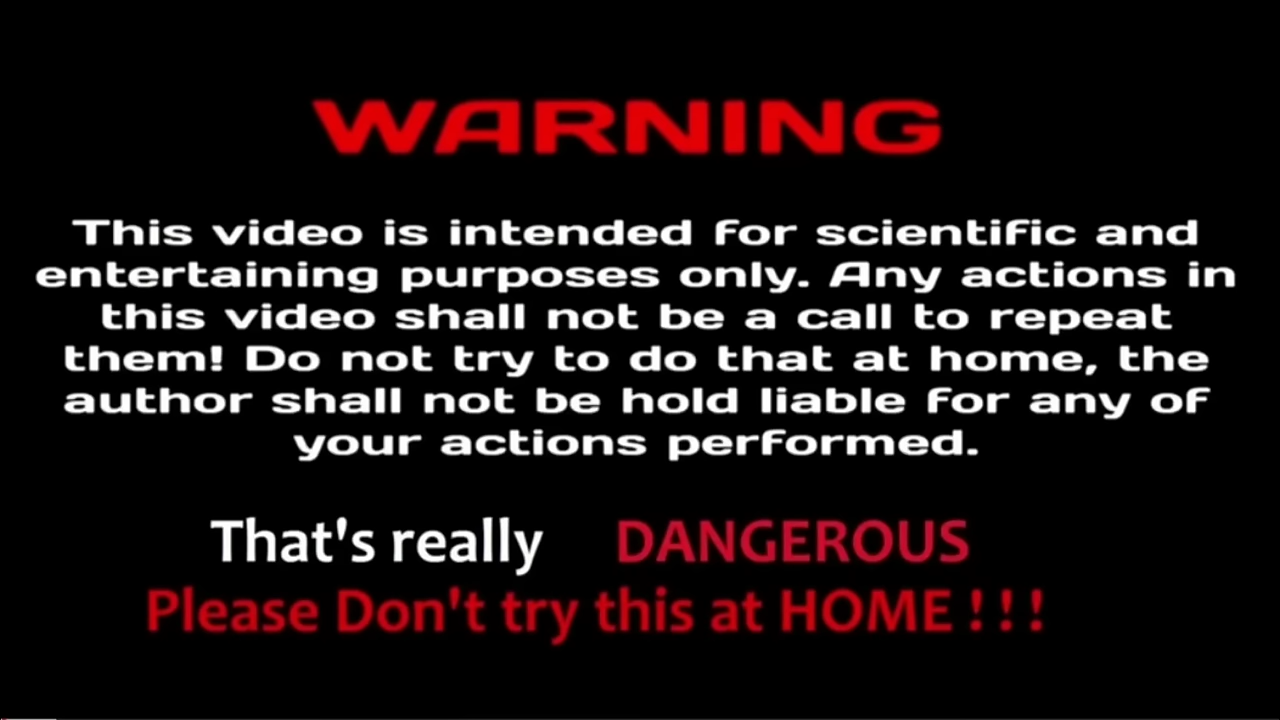 WARNING
This video is intended for scientific and
entertaining purposes only. Any actions in
this video shall not be a call to repeat
them! Do not try to do that at home, the
author shall not be hold liable for any of
your actions performed.
That's really DANGEROUS
Please Don't try this at HOME ! ! !